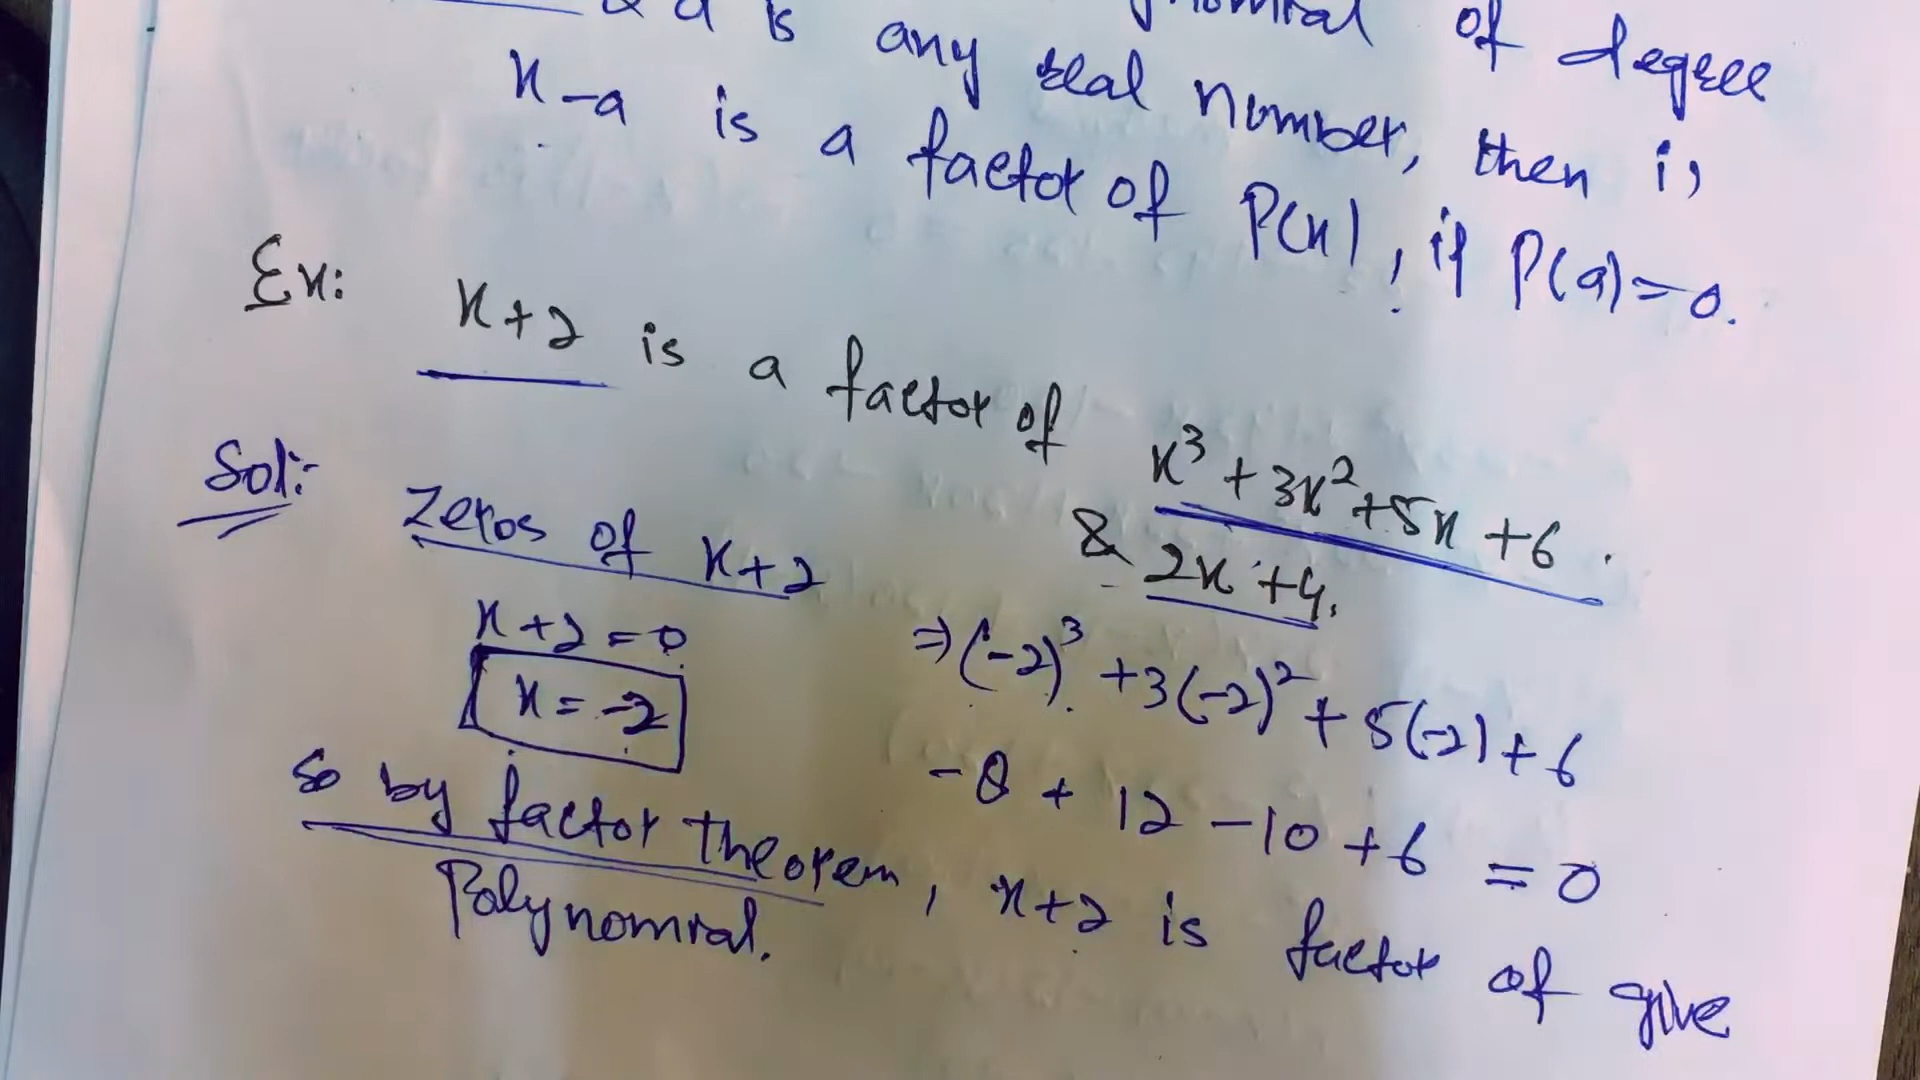 & a is of degree
any real number, then i,
x-a is a factor of P(x), if P(a)=0.
Ex: x+2 is a factor of x³+3x²+5x+6.
& 2x+4.
Sol:- Zeros of x+2
x+2=0
x=-2
⇒(-2)³+3(-2)²+5(-2)+6
-8+12-10+6=0
So by factor theorem, x+2 is factor of give
Polynomial.